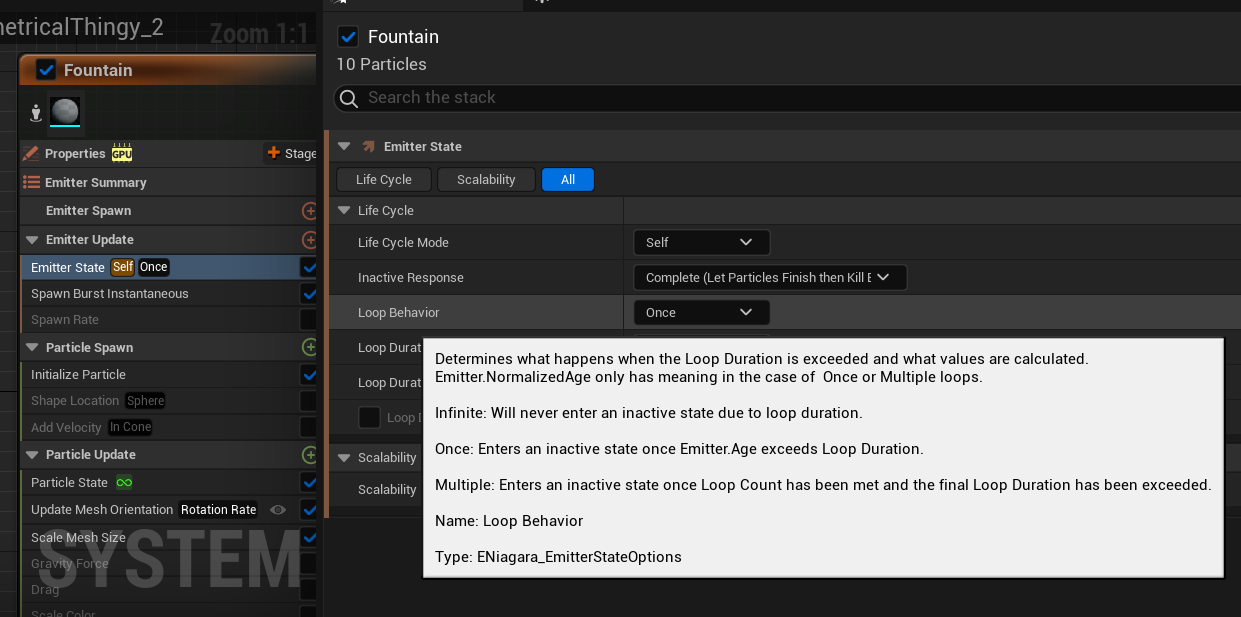 metricalThingy_2
Zoom 1:1
Fountain
Properties GPU
Stage
Emitter Summary
Emitter Spawn
Emitter Update
Emitter State Self Once
Spawn Burst Instantaneous
Spawn Rate
Particle Spawn
Initialize Particle
Shape Location Sphere
Add Velocity In Cone
Particle Update
Particle State
Update Mesh Orientation Rotation Rate
Scale Mesh Size
SYSTEM
Gravity Force
Drag
Scale Color
Fountain
10 Particles
Search the stack
Emitter State
Life Cycle Scalability All
Life Cycle
Life Cycle Mode Self
Inactive Response Complete (Let Particles Finish then Kill E
Loop Behavior Once
Loop Durat
Loop Durat
Loop
Scalability
Scalability
Determines what happens when the Loop Duration is exceeded and what values are calculated.
Emitter.NormalizedAge only has meaning in the case of  Once or Multiple loops.
Infinite: Will never enter an inactive state due to loop duration.
Once: Enters an inactive state once Emitter.Age exceeds Loop Duration.
Multiple: Enters an inactive state once Loop Count has been met and the final Loop Duration has been exceeded.
Name: Loop Behavior
Type: ENiagara_EmitterStateOptions